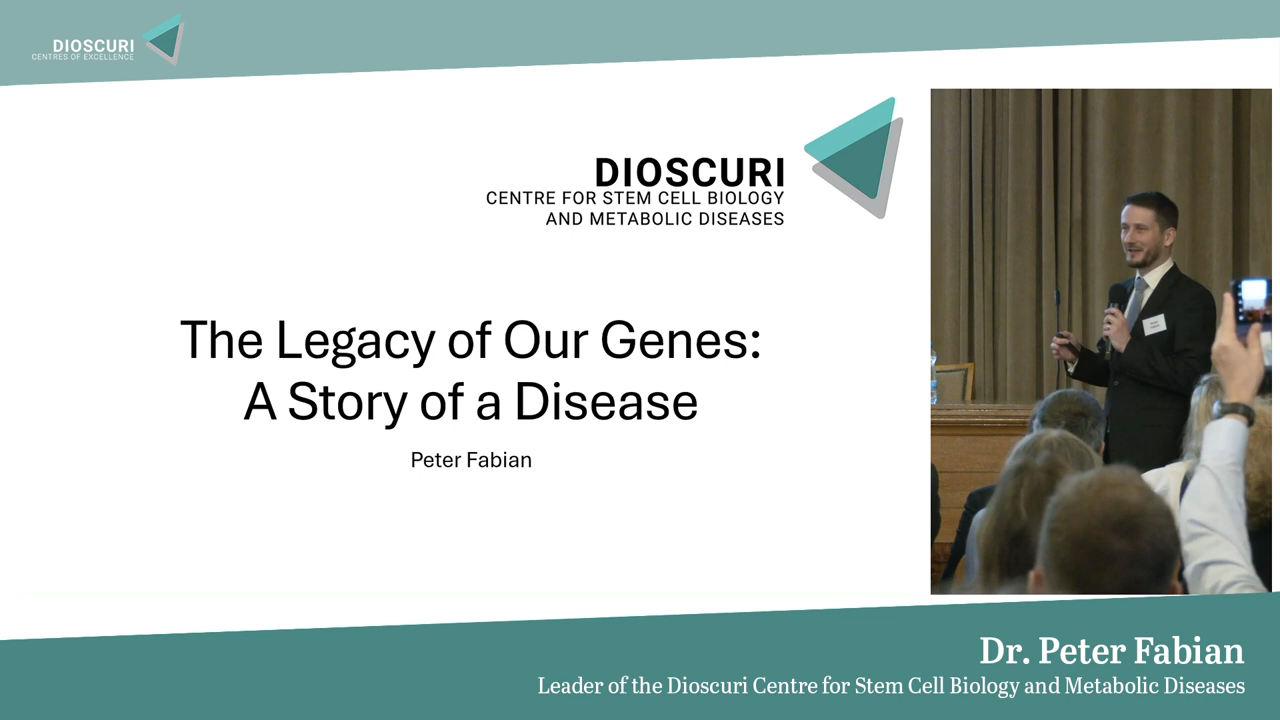 DIOSCURI
CENTRES OF EXCELLENCE
DIOSCURI
CENTRE FOR STEM CELL BIOLOGY
AND METABOLIC DISEASES
The Legacy of Our Genes:
A Story of a Disease
Peter Fabian
Dr. Peter Fabian
Leader of the Dioscuri Centre for Stem Cell Biology and Metabolic Diseases